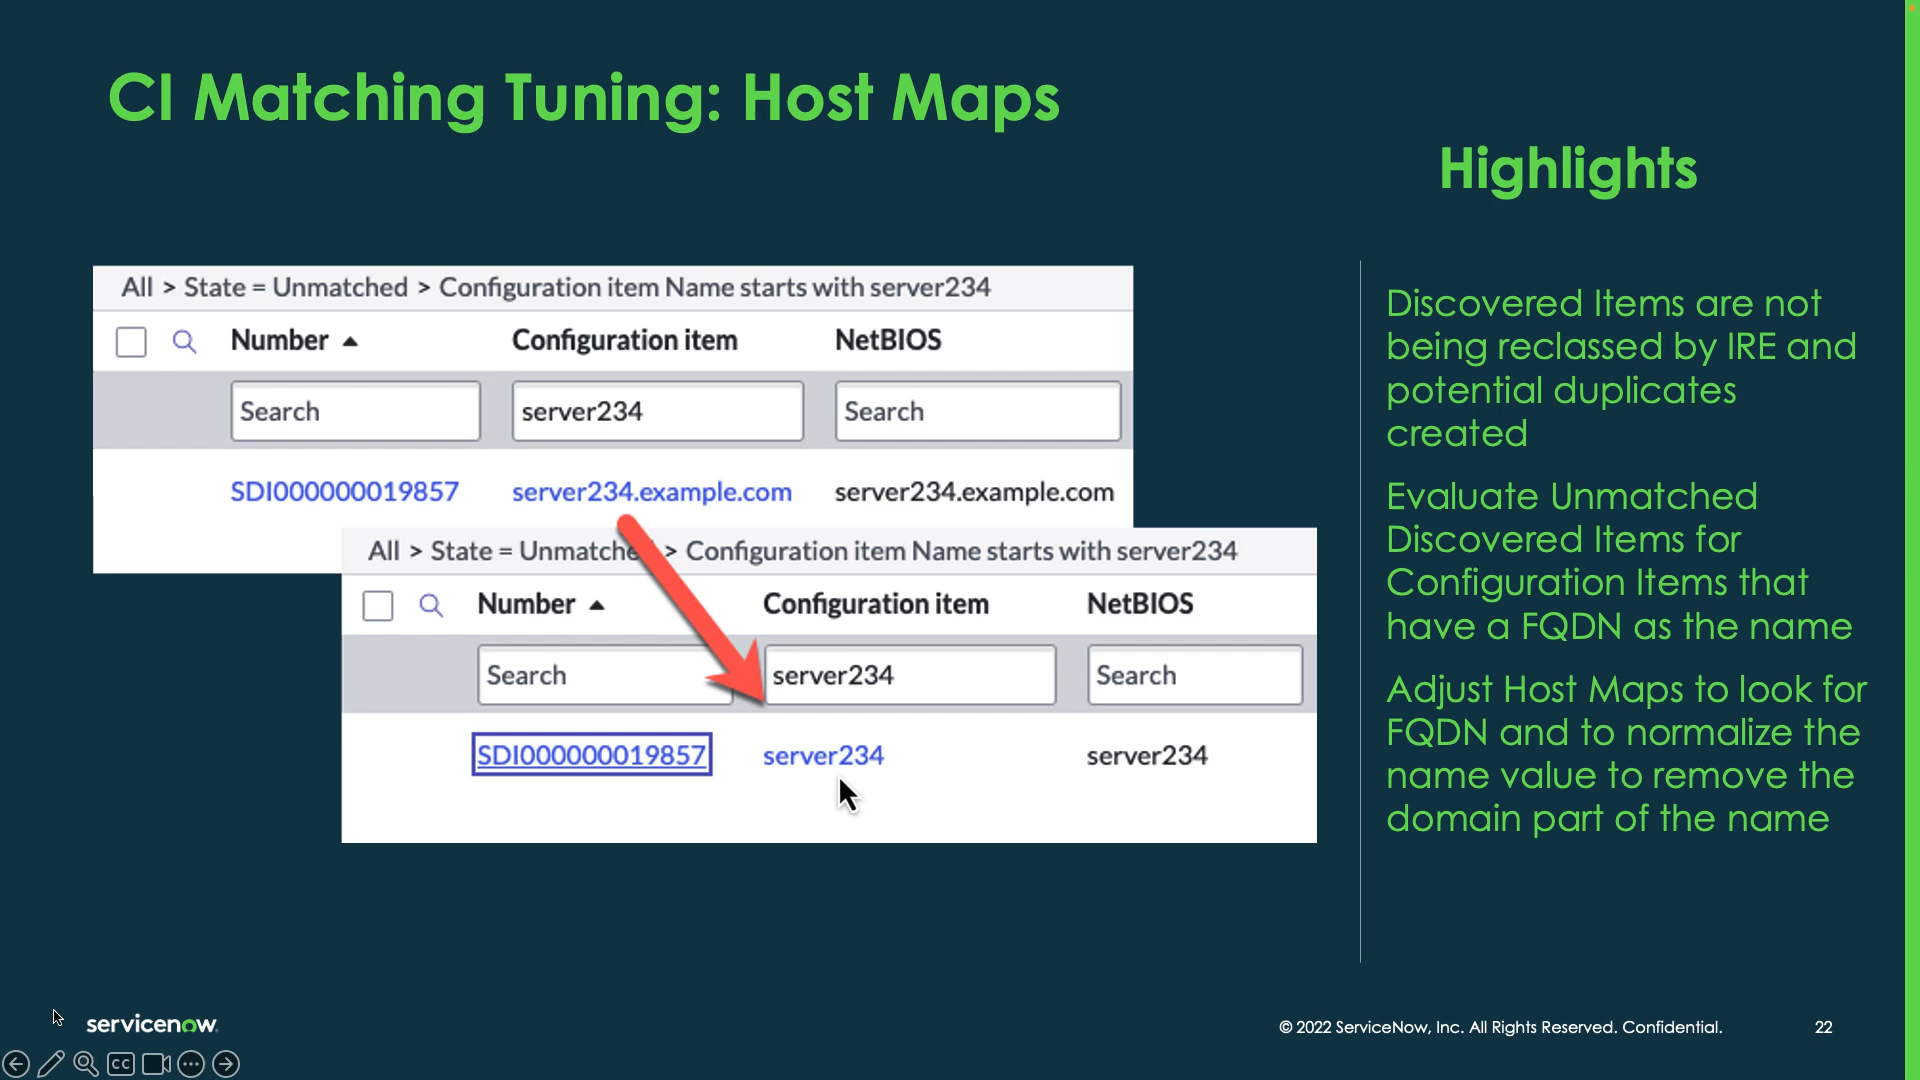 CI Matching Tuning: Host Maps
Highlights
All > State = Unmatched > Configuration item Name starts with server234
Number ▲ Configuration item NetBIOS
Search server234 Search
SDI000000019857 server234.example.com server234.example.com
All > State = Unmatche > Configuration item Name starts with server234
Number ▲ Configuration item NetBIOS
Search server234 Search
SDI000000019857 server234 server234
Discovered Items are not
being reclassed by IRE and
potential duplicates
created
Evaluate Unmatched
Discovered Items for
Configuration Items that
have a FQDN as the name
Adjust Host Maps to look for
FQDN and to normalize the
name value to remove the
domain part of the name
servicenow
© 2022 ServiceNow, Inc. All Rights Reserved. Confidential.
22
CC